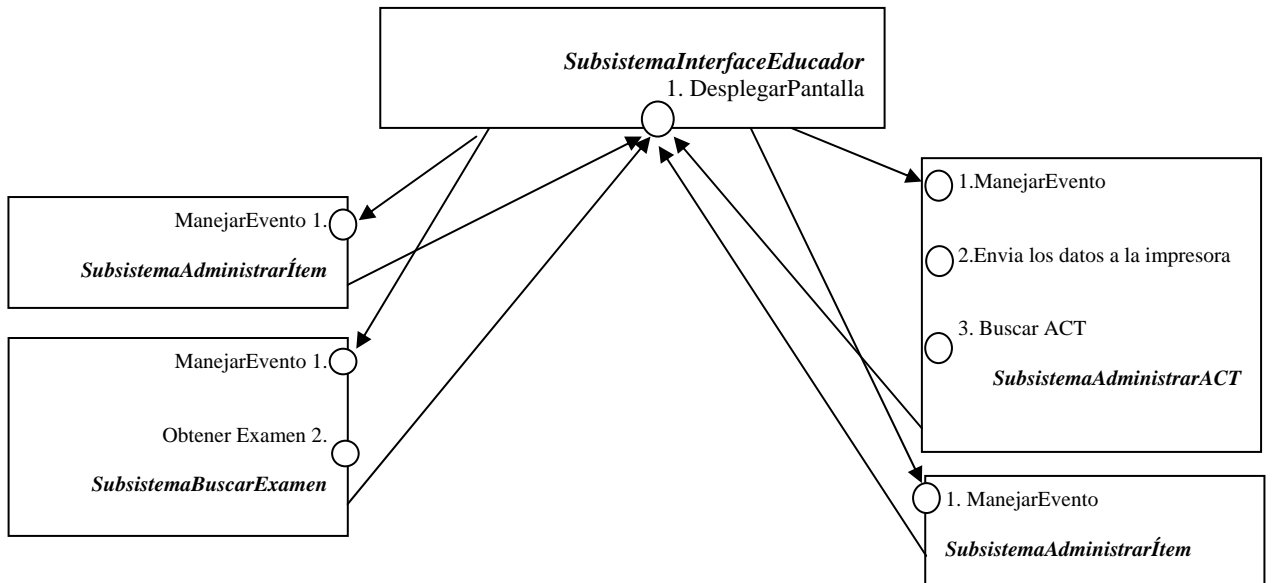 SubsistemaInterfaceEducador
1. DesplegarPantalla
ManejarEvento 1.
SubsistemaAdministrarÍtem
ManejarEvento 1.
Obtener Examen 2.
SubsistemaBuscarExamen
1.ManejarEvento
2.Envia los datos a la impresora
3. Buscar ACT
SubsistemaAdministrarACT
1. ManejarEvento
SubsistemaAdministrarÍtem